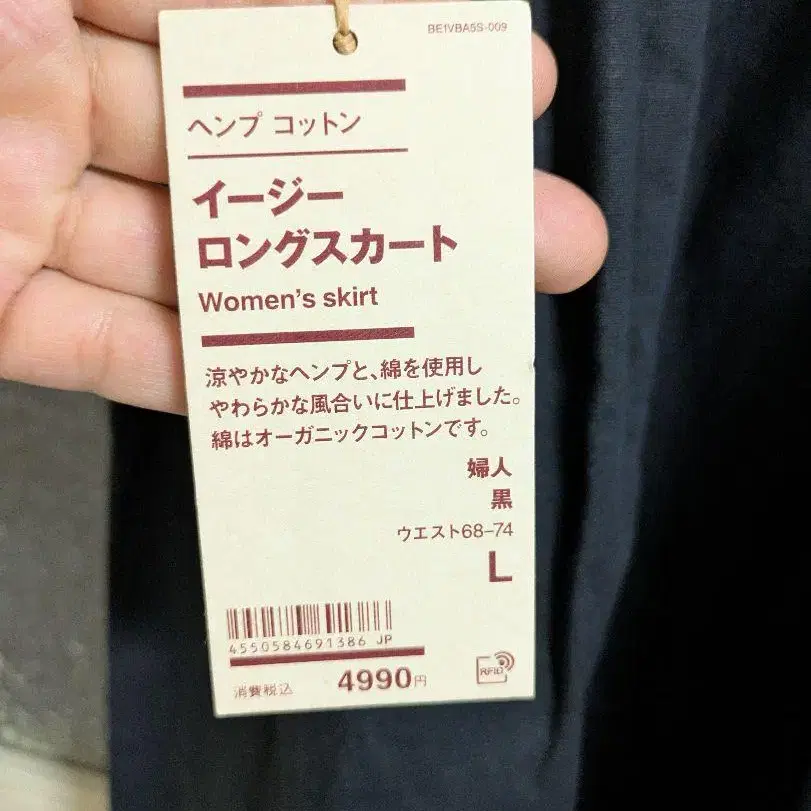 BE1VBA5S-009
ヘンプ コットン
イージー
ロングスカート
Women's skirt
涼やかなヘンプと、綿を使用し
やわらかな風合いに仕上げました。
綿はオーガニックコットンです。
婦人
黒
ウエスト68–74
L
4550584691386 JP
消費税込 4990円
RFID